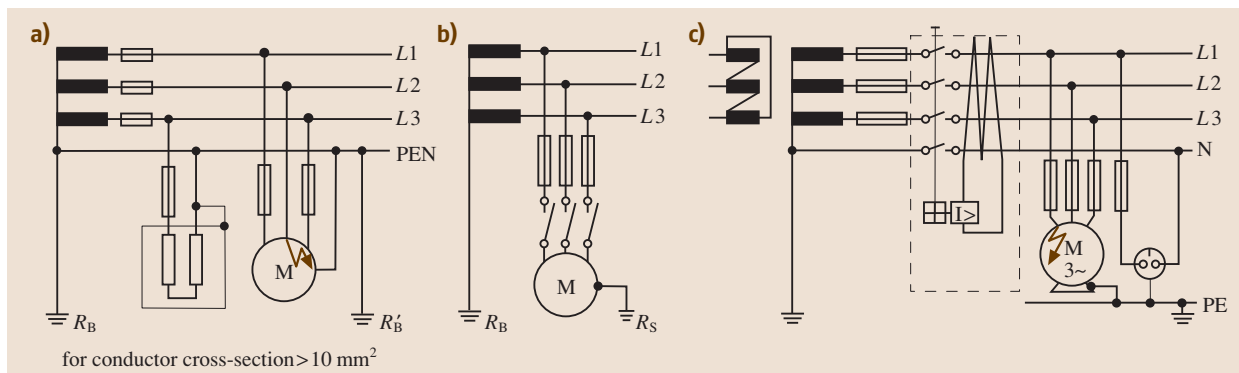 a)
L1
L2
L3
PEN
M
R_B
R′_B
for conductor cross-section>10 mm²
b)
L1
L2
L3
M
R_B
R_S
c)
L1
L2
L3
N
I>
M
3~
PE